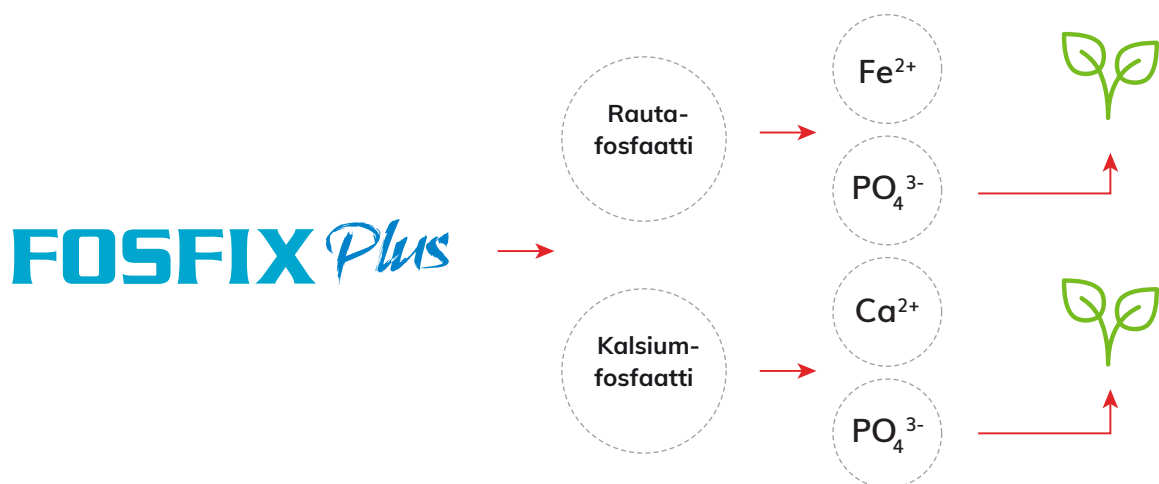 FOSFIX Plus
Rauta-
fosfaatti
Fe²⁺
PO₄³⁻
Kalsium-
fosfaatti
Ca²⁺
PO₄³⁻